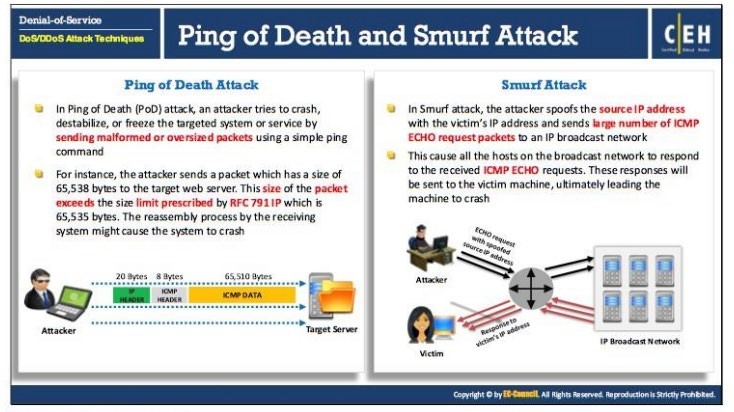 Denial-of-Service
DoS/DDoS Attack Techniques
Ping of Death and Smurf Attack
C|EH
Certified Ethical Hacker
Ping of Death Attack
In Ping of Death (PoD) attack, an attacker tries to crash,
destabilize, or freeze the targeted system or service by
sending malformed or oversized packets using a simple ping
command
For instance, the attacker sends a packet which has a size of
65,538 bytes to the target web server. This size of the packet
exceeds the size limit prescribed by RFC 791 IP which is
65,535 bytes. The reassembly process by the receiving
system might cause the system to crash
20 Bytes 8 Bytes 65,510 Bytes
IP
HEADER
ICMP
HEADER
ICMP DATA
Attacker
Target Server
Smurf Attack
In Smurf attack, the attacker spoofs the source IP address
with the victim's IP address and sends large number of ICMP
ECHO request packets to an IP broadcast network
This cause all the hosts on the broadcast network to respond
to the received ICMP ECHO requests. These responses will
be sent to the victim machine, ultimately leading the
machine to crash
ECHO request
with spoofed
source IP address
Attacker
Response to
victim's IP address
Victim
IP Broadcast Network
Copyright © by EC-Council. All Rights Reserved. Reproduction is Strictly Prohibited.